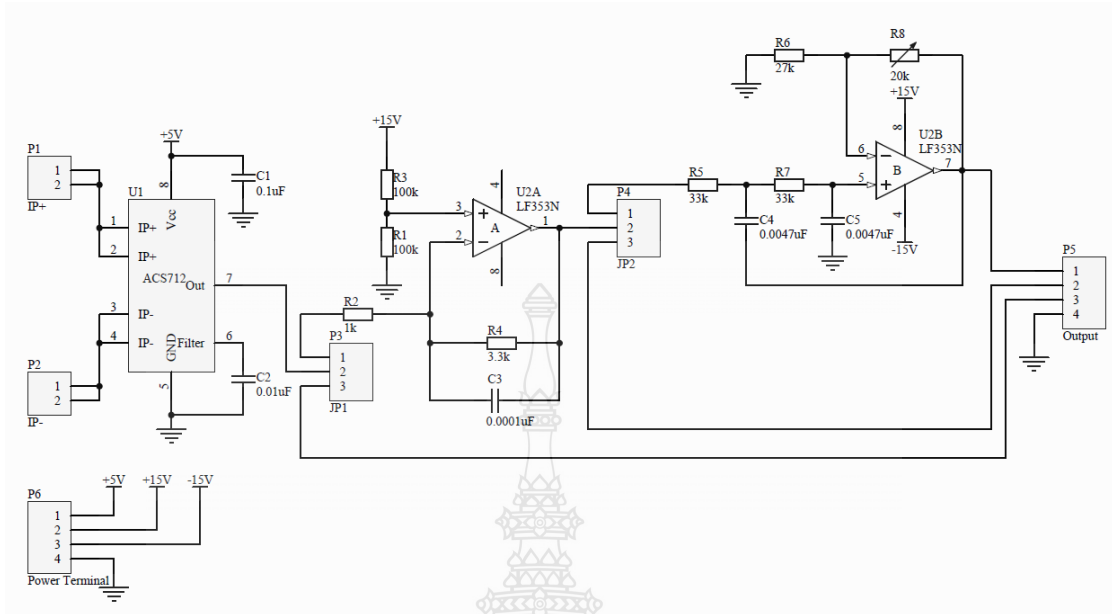 P1
1
2
IP+
+5V
C1
0.1uF
U1
8
Vcc
1
IP+
2
IP+
ACS712
Out
7
3
IP-
4
IP-
GND
Filter
6
5
C2
0.01uF
P2
1
2
IP-
P6
1
2
3
4
Power Terminal
+5V
+15V
-15V
+15V
R3
100k
R1
100k
R2
1k
P3
1
2
3
JP1
U2A
LF353N
3
2
A
1
4
8
R4
3.3k
C3
0.0001uF
P4
1
2
3
JP2
R5
33k
R7
33k
C4
0.0047uF
C5
0.0047uF
R6
27k
R8
20k
+15V
U2B
LF353N
8
6
5
B
7
4
-15V
P5
1
2
3
4
Output